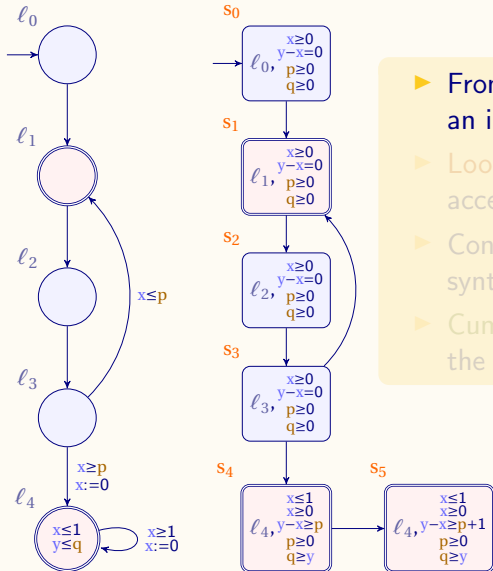 ℓ0
ℓ1
ℓ2
ℓ3
x≤p
x≥p
x:=0
ℓ4
x≤1
y≤q
x≥1
x:=0
s0
ℓ0,
x≥0
y−x=0
p≥0
q≥0
s1
ℓ1,
x≥0
y−x=0
p≥0
q≥0
s2
ℓ2,
x≥0
y−x=0
p≥0
q≥0
s3
ℓ3,
x≥0
y−x=0
p≥0
q≥0
s4
ℓ4,
x≤1
x≥0
y−x≥p
p≥0
q≥y
s5
ℓ4,
x≤1
x≥0
y−x≥p+1
p≥0
q≥y
▶ From
an i
▶ Loo
acce
▶ Con
synt
▶ Cum
the